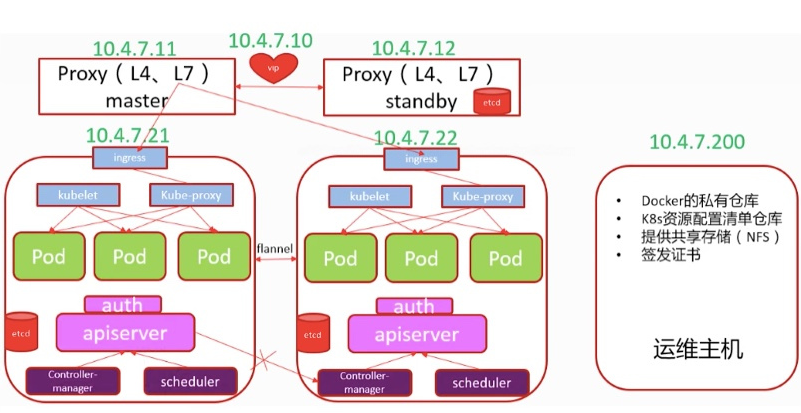 10.4.7.11
10.4.7.10
10.4.7.12
Proxy（L4、L7）
master
vip
Proxy（L4、L7）
standby
etcd
10.4.7.21
10.4.7.22
10.4.7.200
ingress
ingress
kubelet
Kube-proxy
kubelet
Kube-proxy
Pod
Pod
Pod
flannel
Pod
Pod
Pod
auth
apiserver
etcd
Controller-
manager
scheduler
auth
apiserver
etcd
Controller-
manager
scheduler
• Docker的私有仓库
• K8s资源配置清单仓库
• 提供共享存储（NFS）
• 签发证书
运维主机